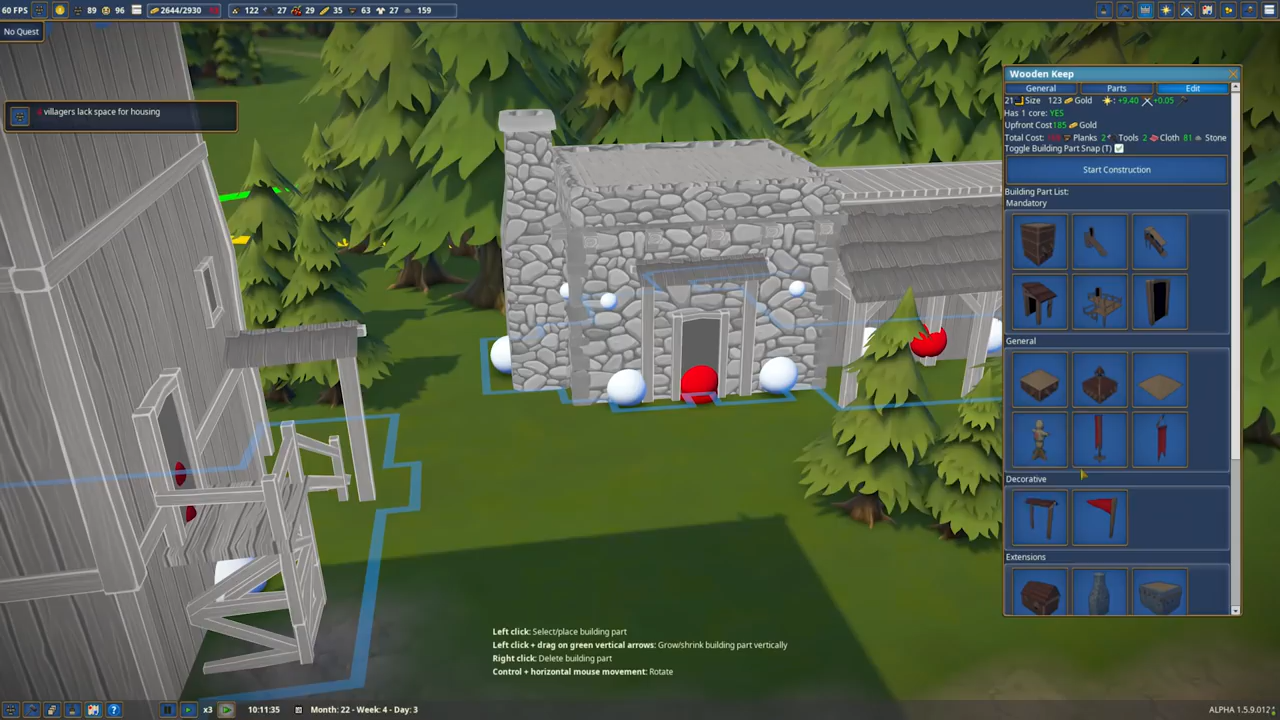 60 FPS 89 96 2644/2930 122 27 29 35 63 27 159
No Quest
villagers lack space for housing
Wooden Keep
General Parts Edit
21 Size 123 Gold : +9.40 +0.05
Has 1 core: YES
Upfront Cost185 Gold
Total Cost: Planks 2 Tools 2 Cloth 81 Stone
Toggle Building Part Snap (T)
Start Construction
Building Part List:
Mandatory
General
Decorative
Extensions
Left click: Select/place building part
Left click + drag on green vertical arrows: Grow/shrink building part vertically
Right click: Delete building part
Control + horizontal mouse movement: Rotate
x3 10:11:35 Month: 22 - Week: 4 - Day: 3
ALPHA 1.5.9.012